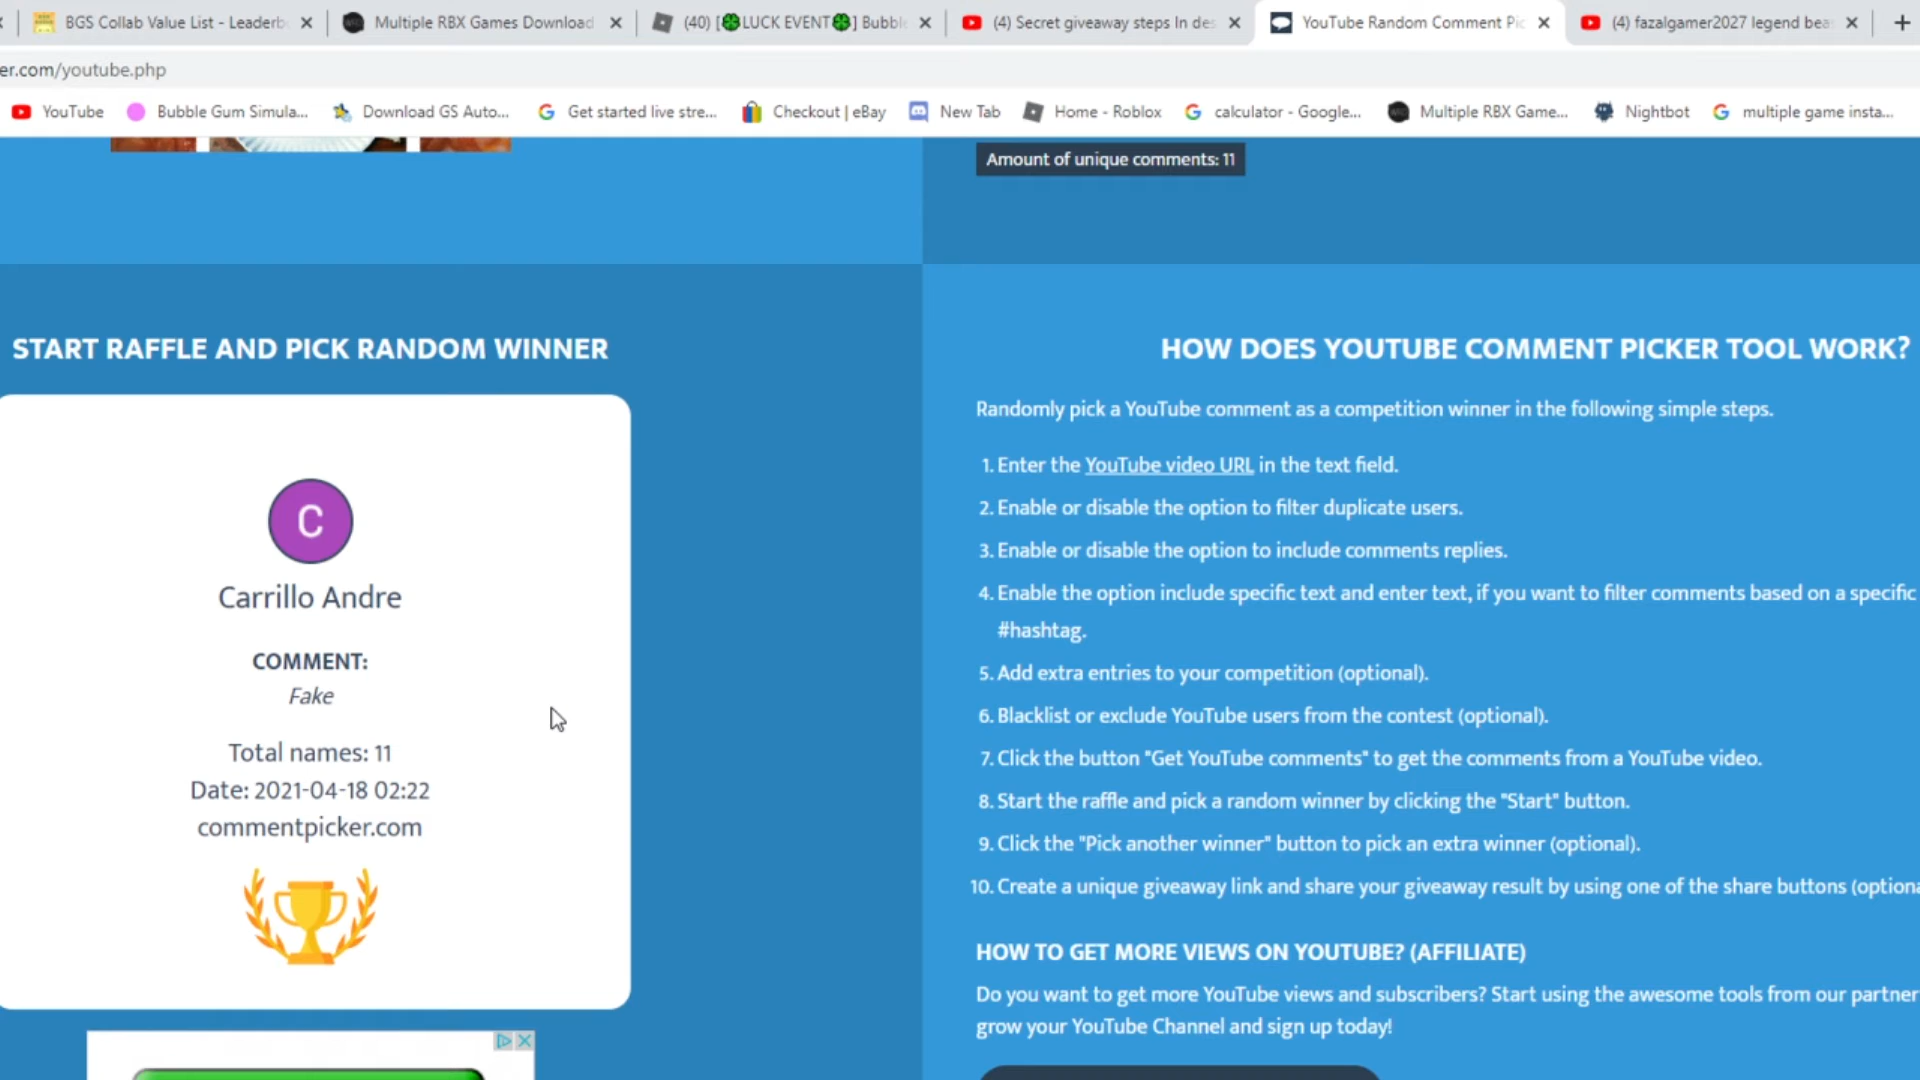 BGS Collab Value List - Leaderb
Multiple RBX Games Download
(40) [🍀LUCK EVENT🍀] Bubble
(4) Secret giveaway steps In des
YouTube Random Comment Pic
(4) fazalgamer2027 legend beas
er.com/youtube.php
YouTube
Bubble Gum Simula...
Download GS Auto...
Get started live stre...
Checkout | eBay
New Tab
Home - Roblox
calculator - Google...
Multiple RBX Game...
Nightbot
multiple game insta...
Amount of unique comments: 11
START RAFFLE AND PICK RANDOM WINNER
C
Carrillo Andre
COMMENT:
Fake
Total names: 11
Date: 2021-04-18 02:22
commentpicker.com
HOW DOES YOUTUBE COMMENT PICKER TOOL WORK?
Randomly pick a YouTube comment as a competition winner in the following simple steps.
1. Enter the YouTube video URL in the text field.
2. Enable or disable the option to filter duplicate users.
3. Enable or disable the option to include comments replies.
4. Enable the option include specific text and enter text, if you want to filter comments based on a specific
#hashtag.
5. Add extra entries to your competition (optional).
6. Blacklist or exclude YouTube users from the contest (optional).
7. Click the button "Get YouTube comments" to get the comments from a YouTube video.
8. Start the raffle and pick a random winner by clicking the "Start" button.
9. Click the "Pick another winner" button to pick an extra winner (optional).
10. Create a unique giveaway link and share your giveaway result by using one of the share buttons (optiona
HOW TO GET MORE VIEWS ON YOUTUBE? (AFFILIATE)
Do you want to get more YouTube views and subscribers? Start using the awesome tools from our partner
grow your YouTube Channel and sign up today!